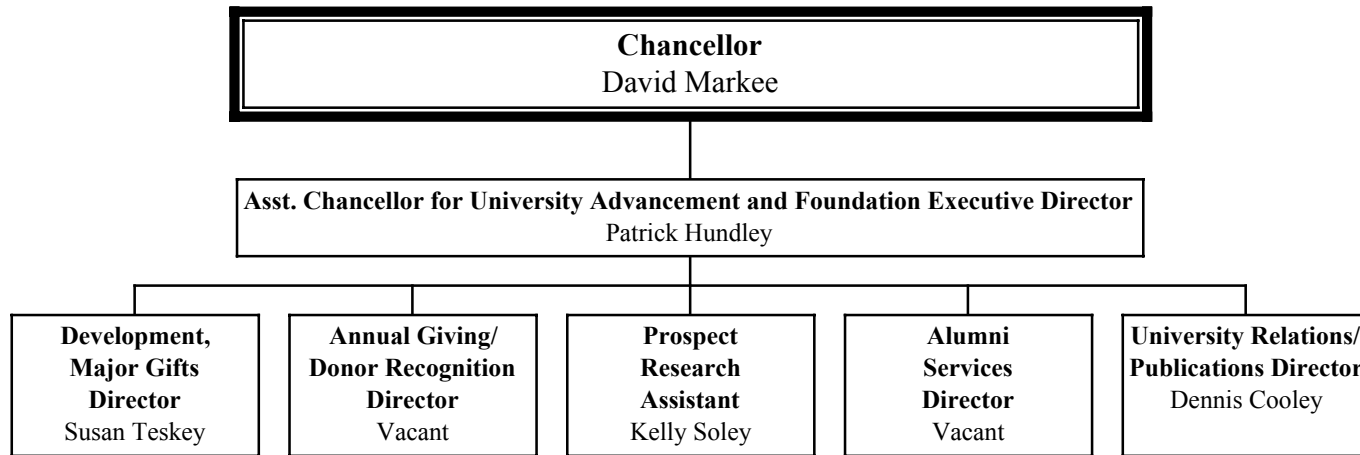 Chancellor
David Markee
Asst. Chancellor for University Advancement and Foundation Executive Director
Patrick Hundley
Development,
Major Gifts
Director
Susan Teskey
Annual Giving/
Donor Recognition
Director
Vacant
Prospect
Research
Assistant
Kelly Soley
Alumni
Services
Director
Vacant
University Relations/
Publications Director
Dennis Cooley